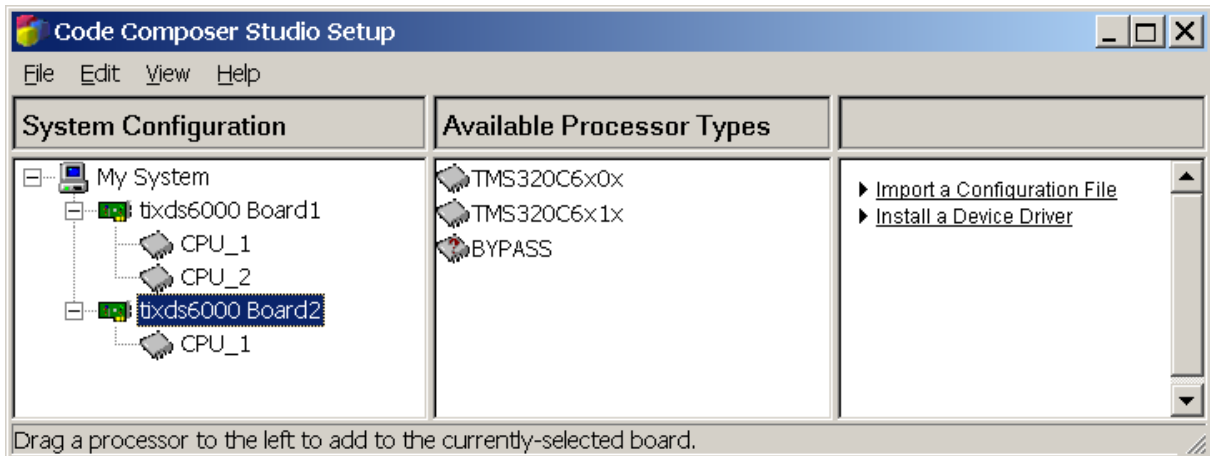 Code Composer Studio Setup
File Edit View Help
System Configuration
Available Processor Types
My System
tixds6000 Board1
CPU_1
CPU_2
tixds6000 Board2
CPU_1
TMS320C6x0x
TMS320C6x1x
BYPASS
Import a Configuration File
Install a Device Driver
Drag a processor to the left to add to the currently-selected board.